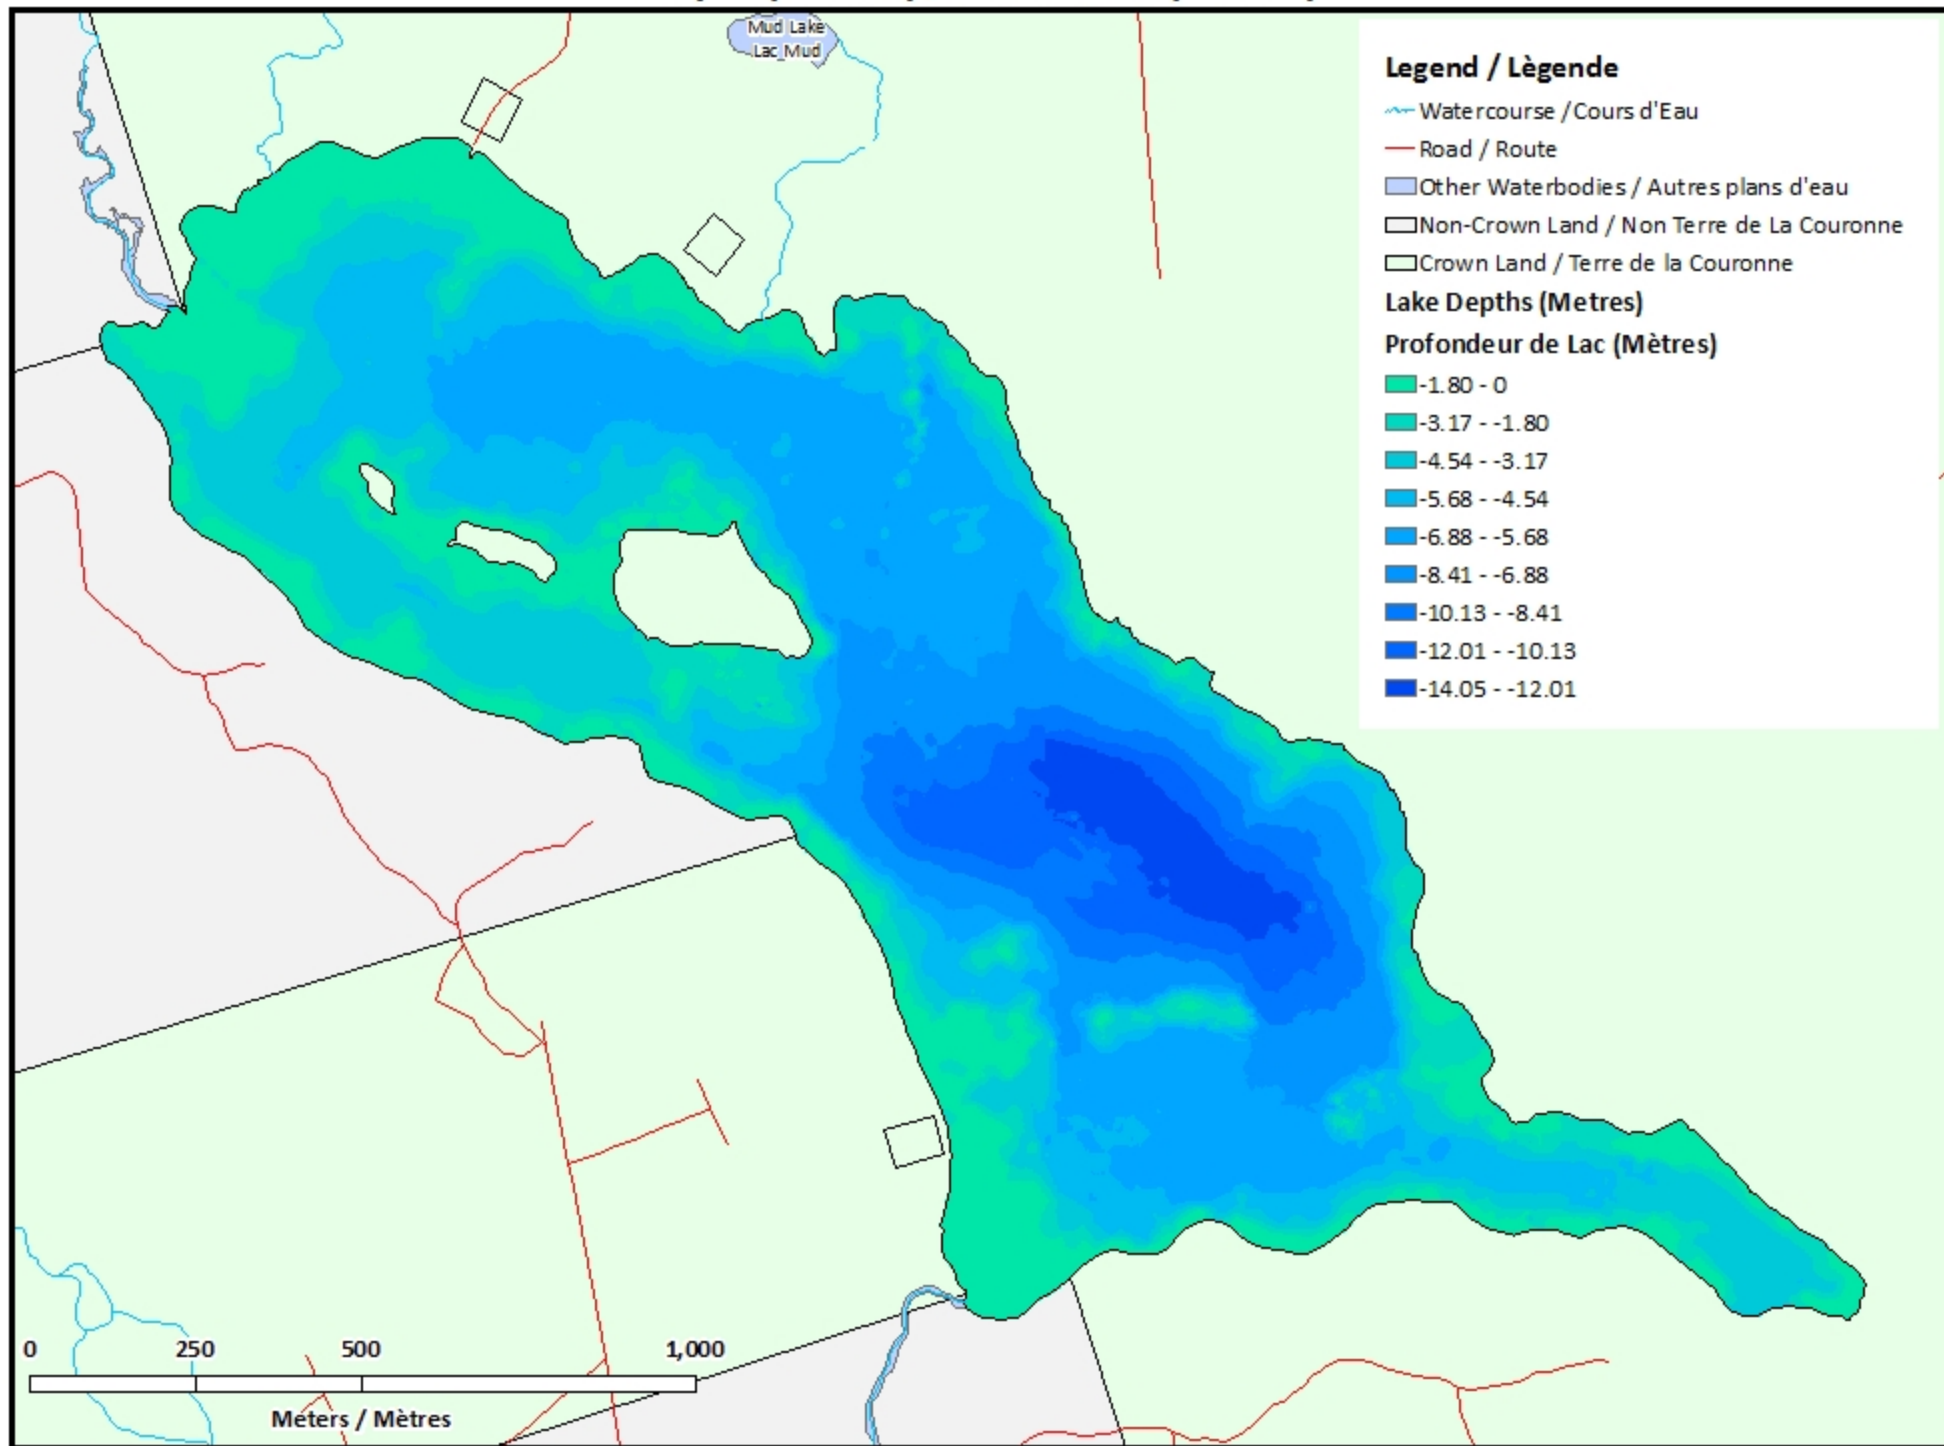 Mud Lake
Lac_Mud
Legend / Lègende
Watercourse / Cours d'Eau
Road / Route
Other Waterbodies / Autres plans d'eau
Non-Crown Land / Non Terre de La Couronne
Crown Land / Terre de la Couronne
Lake Depths (Metres)
Profondeur de Lac (Mètres)
-1.80 - 0
-3.17 - -1.80
-4.54 - -3.17
-5.68 - -4.54
-6.88 - -5.68
-8.41 - -6.88
-10.13 - -8.41
-12.01 - -10.13
-14.05 - -12.01
0 250 500 1,000
Meters / Mètres